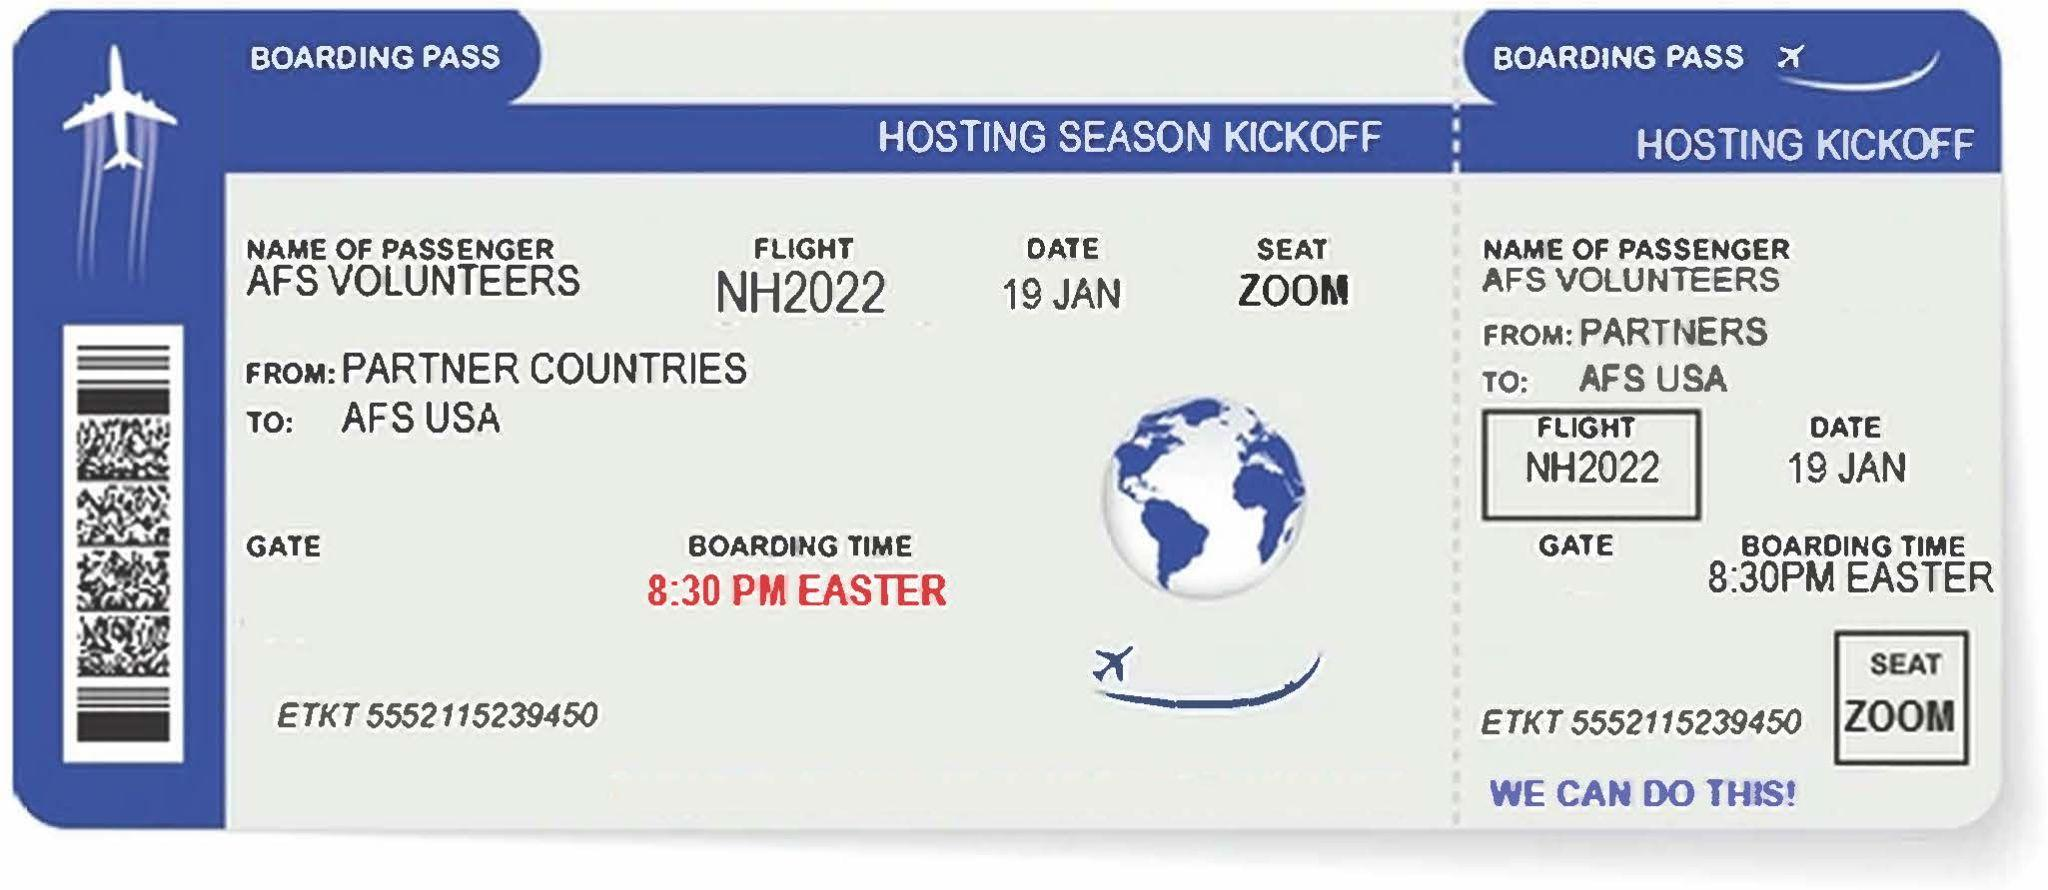 BOARDING PASS
HOSTING SEASON KICKOFF
NAME OF PASSENGER
AFS VOLUNTEERS
FLIGHT
NH2022
DATE
19 JAN
SEAT
ZOOM
FROM: PARTNER COUNTRIES
TO: AFS USA
GATE
BOARDING TIME
8:30 PM EASTER
ETKT 5552115239450
BOARDING PASS
HOSTING KICKOFF
NAME OF PASSENGER
AFS VOLUNTEERS
FROM: PARTNERS
TO: AFS USA
FLIGHT
NH2022
DATE
19 JAN
GATE
BOARDING TIME
8:30PM EASTER
SEAT
ZOOM
ETKT 5552115239450
WE CAN DO THIS!